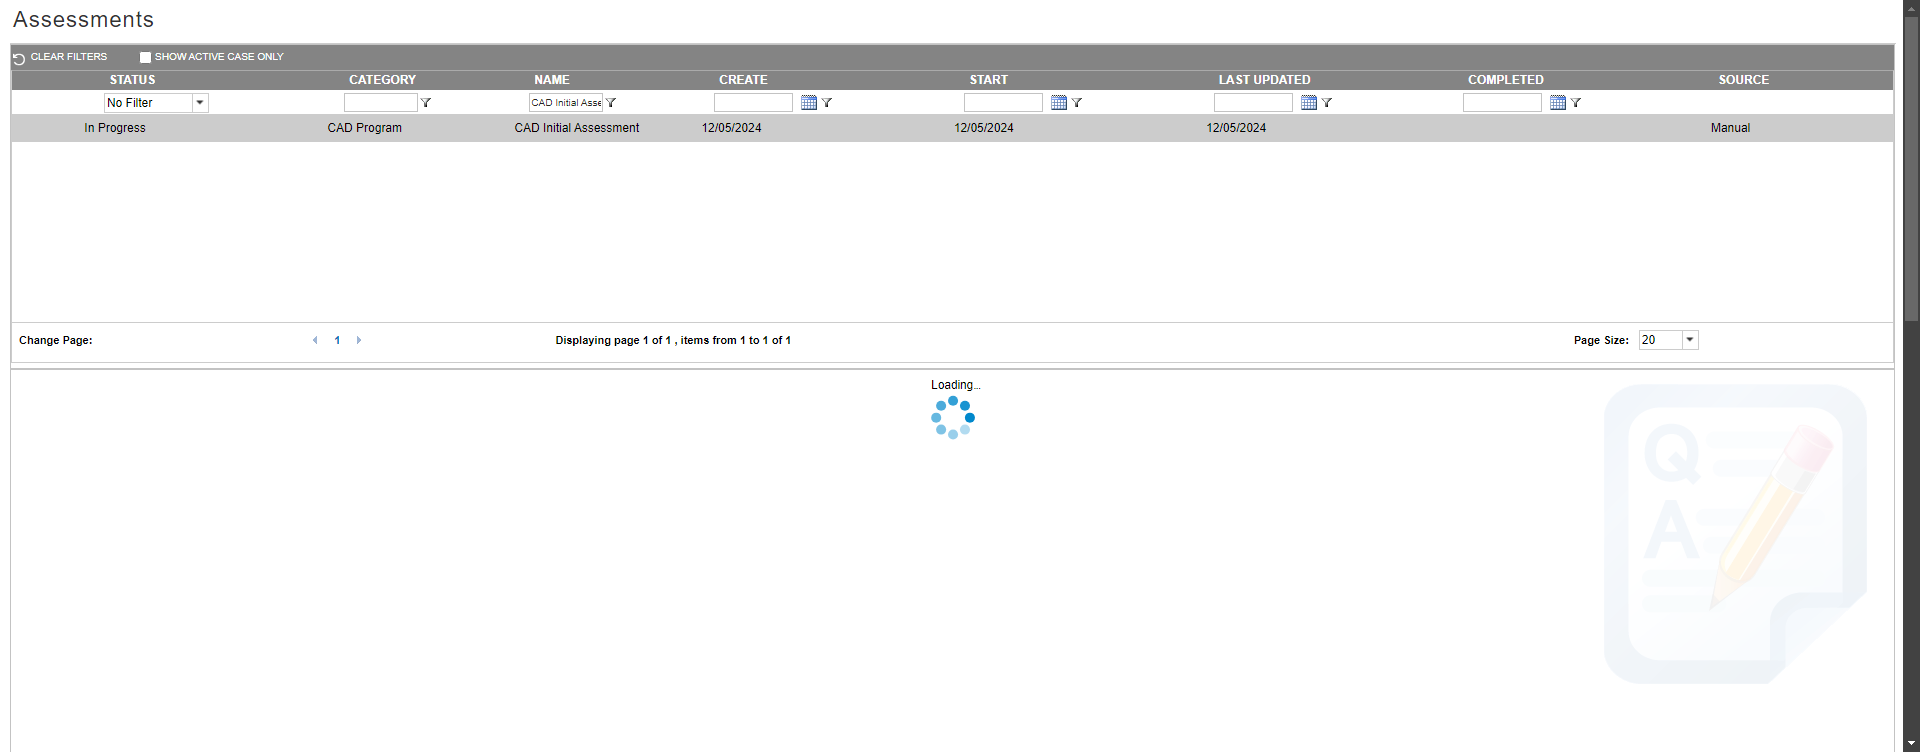 Assessments
CLEAR FILTERS SHOW ACTIVE CASE ONLY
STATUS CATEGORY NAME CREATE START LAST UPDATED COMPLETED SOURCE
No Filter CAD Initial Asse
In Progress CAD Program CAD Initial Assessment 12/05/2024 12/05/2024 12/05/2024 Manual
Change Page: 1 Displaying page 1 of 1 , items from 1 to 1 of 1 Page Size: 20
Loading...
Q
A